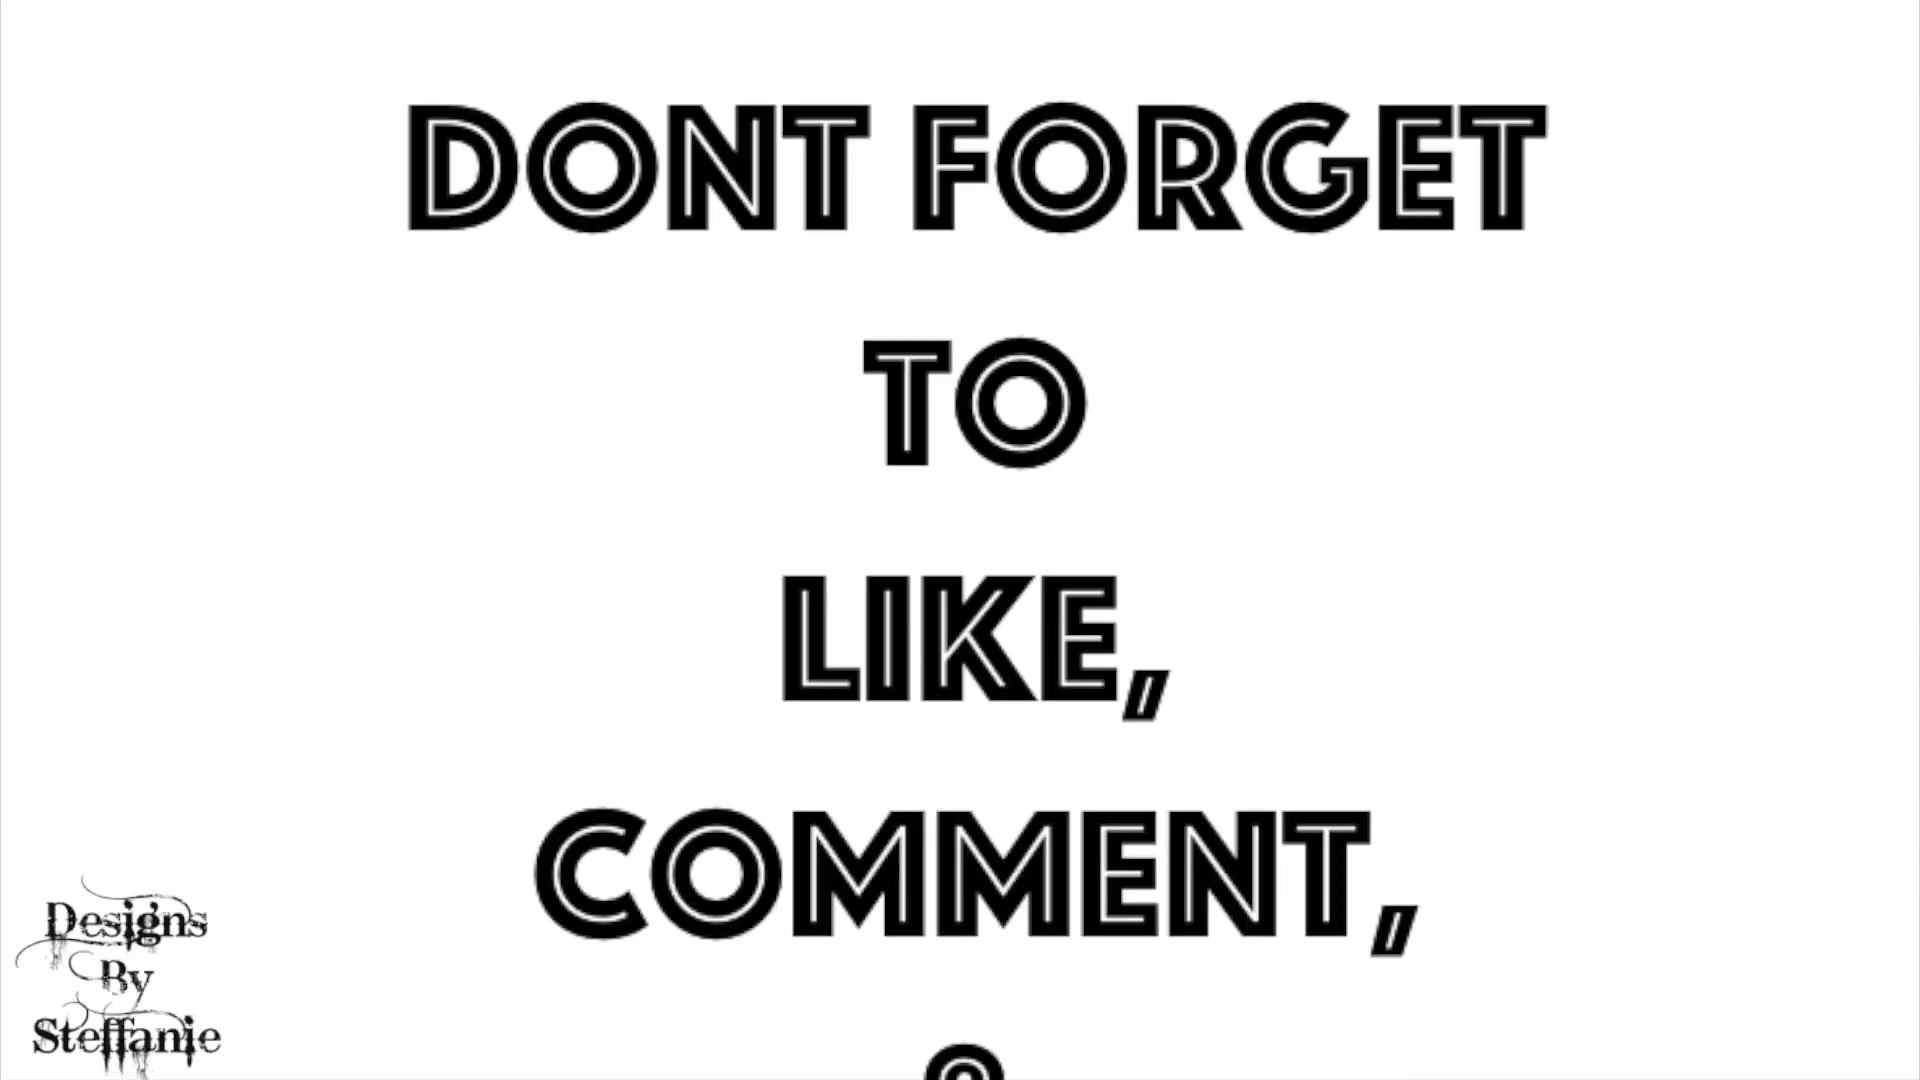 DONT FORGET
TO
LIKE,
COMMENT,
Designs
By
Steffanie